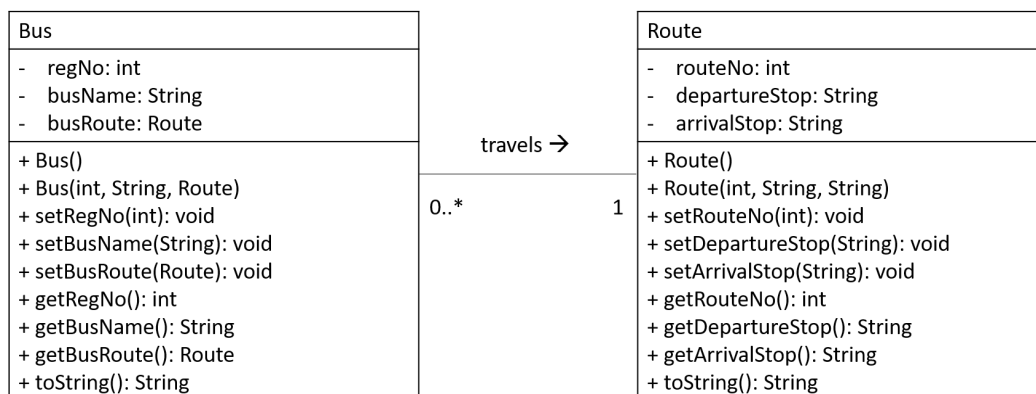 Bus
- regNo: int
- busName: String
- busRoute: Route
+ Bus()
+ Bus(int, String, Route)
+ setRegNo(int): void
+ setBusName(String): void
+ setBusRoute(Route): void
+ getRegNo(): int
+ getBusName(): String
+ getBusRoute(): Route
+ toString(): String
travels →
0..*
1
Route
- routeNo: int
- departureStop: String
- arrivalStop: String
+ Route()
+ Route(int, String, String)
+ setRouteNo(int): void
+ setDepartureStop(String): void
+ setArrivalStop(String): void
+ getRouteNo(): int
+ getDepartureStop(): String
+ getArrivalStop(): String
+ toString(): String